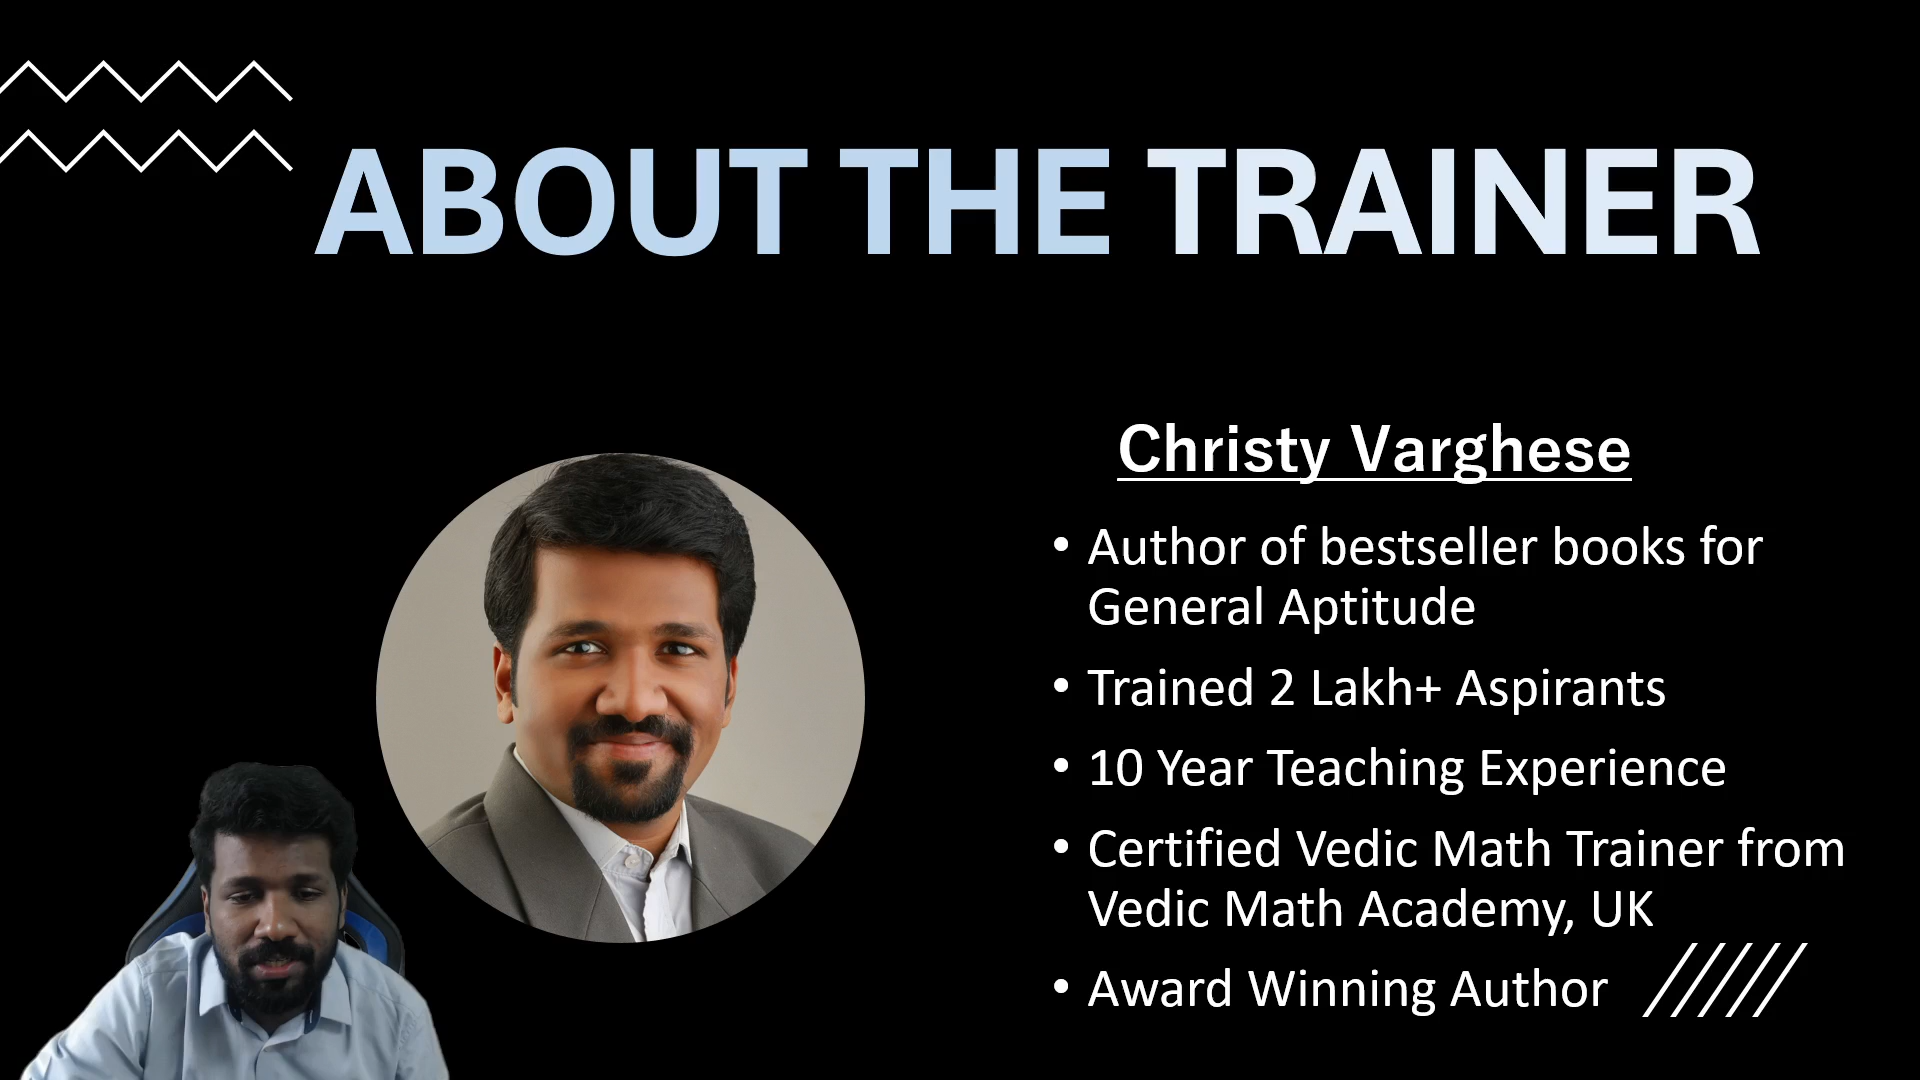 ABOUT THE TRAINER
Christy Varghese
• Author of bestseller books for
General Aptitude
• Trained 2 Lakh+ Aspirants
• 10 Year Teaching Experience
• Certified Vedic Math Trainer from
Vedic Math Academy, UK
• Award Winning Author